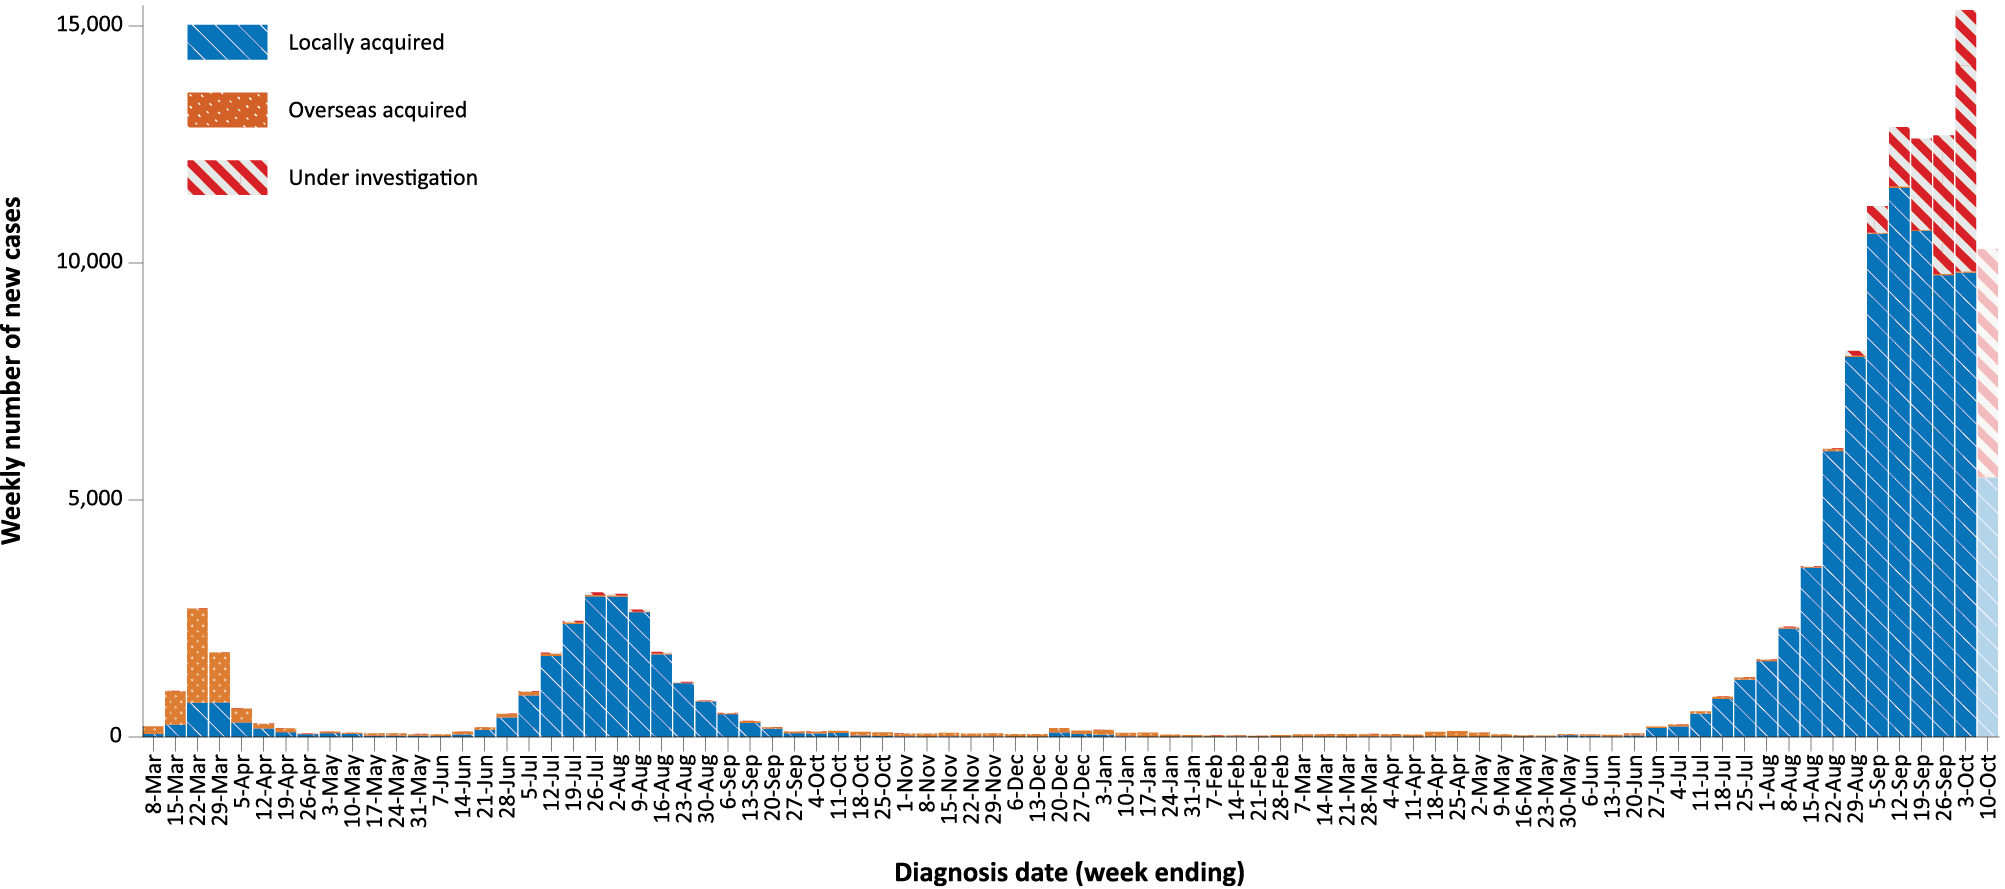 15,000
10,000
5,000
0
Weekly number of new cases
Locally acquired
Overseas acquired
Under investigation
8-Mar
15-Mar
22-Mar
29-Mar
5-Apr
12-Apr
19-Apr
26-Apr
3-May
10-May
17-May
24-May
31-May
7-Jun
14-Jun
21-Jun
28-Jun
5-Jul
12-Jul
19-Jul
26-Jul
2-Aug
9-Aug
16-Aug
23-Aug
30-Aug
6-Sep
13-Sep
20-Sep
27-Sep
4-Oct
11-Oct
18-Oct
25-Oct
1-Nov
8-Nov
15-Nov
22-Nov
29-Nov
6-Dec
13-Dec
20-Dec
27-Dec
3-Jan
10-Jan
17-Jan
24-Jan
31-Jan
7-Feb
14-Feb
21-Feb
28-Feb
7-Mar
14-Mar
21-Mar
28-Mar
4-Apr
11-Apr
18-Apr
25-Apr
2-May
9-May
16-May
23-May
30-May
6-Jun
13-Jun
20-Jun
27-Jun
4-Jul
11-Jul
18-Jul
25-Jul
1-Aug
8-Aug
15-Aug
22-Aug
29-Aug
5-Sep
12-Sep
19-Sep
26-Sep
3-Oct
10-Oct
Diagnosis date (week ending)